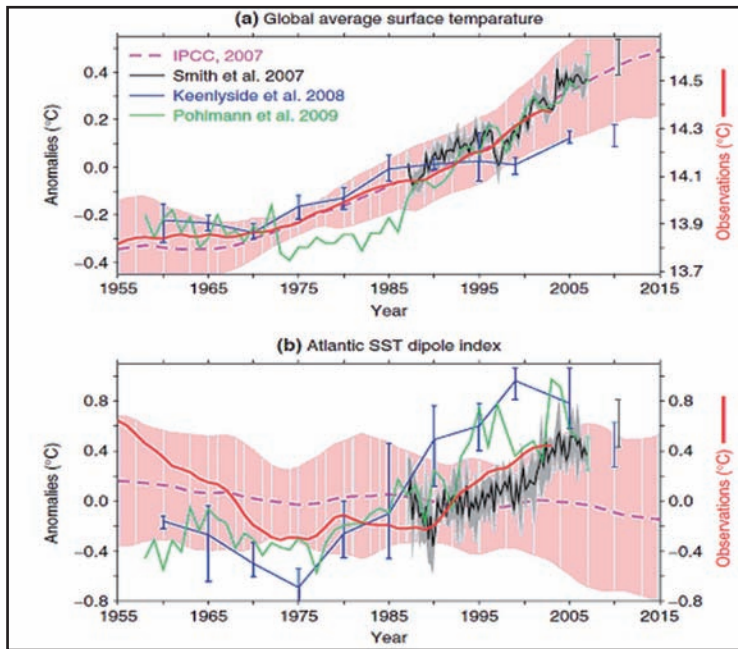 (a) Global average surface temparature
IPCC, 2007
Smith et al. 2007
Keenlyside et al. 2008
Pohlmann et al. 2009
Anomalies (°C)
0.4
0.2
0.0
−0.2
−0.4
14.5
14.3
14.1
13.9
13.7
Observations (°C)
1955 1965 1975 1985 1995 2005 2015
Year
(b) Atlantic SST dipole index
Anomalies (°C)
0.8
0.4
0.0
−0.4
−0.8
0.8
0.4
0.0
−0.4
−0.8
Observations (°C)
1955 1965 1975 1985 1995 2005 2015
Year